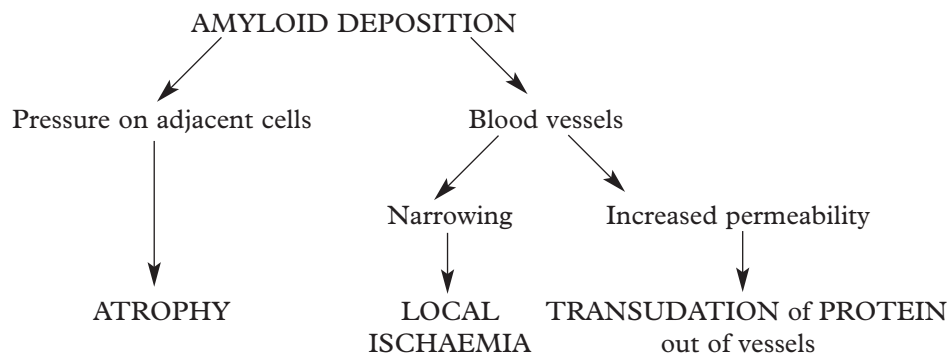 AMYLOID DEPOSITION
Pressure on adjacent cells
Blood vessels
Narrowing
Increased permeability
ATROPHY
LOCAL
ISCHAEMIA
TRANSUDATION of PROTEIN
out of vessels